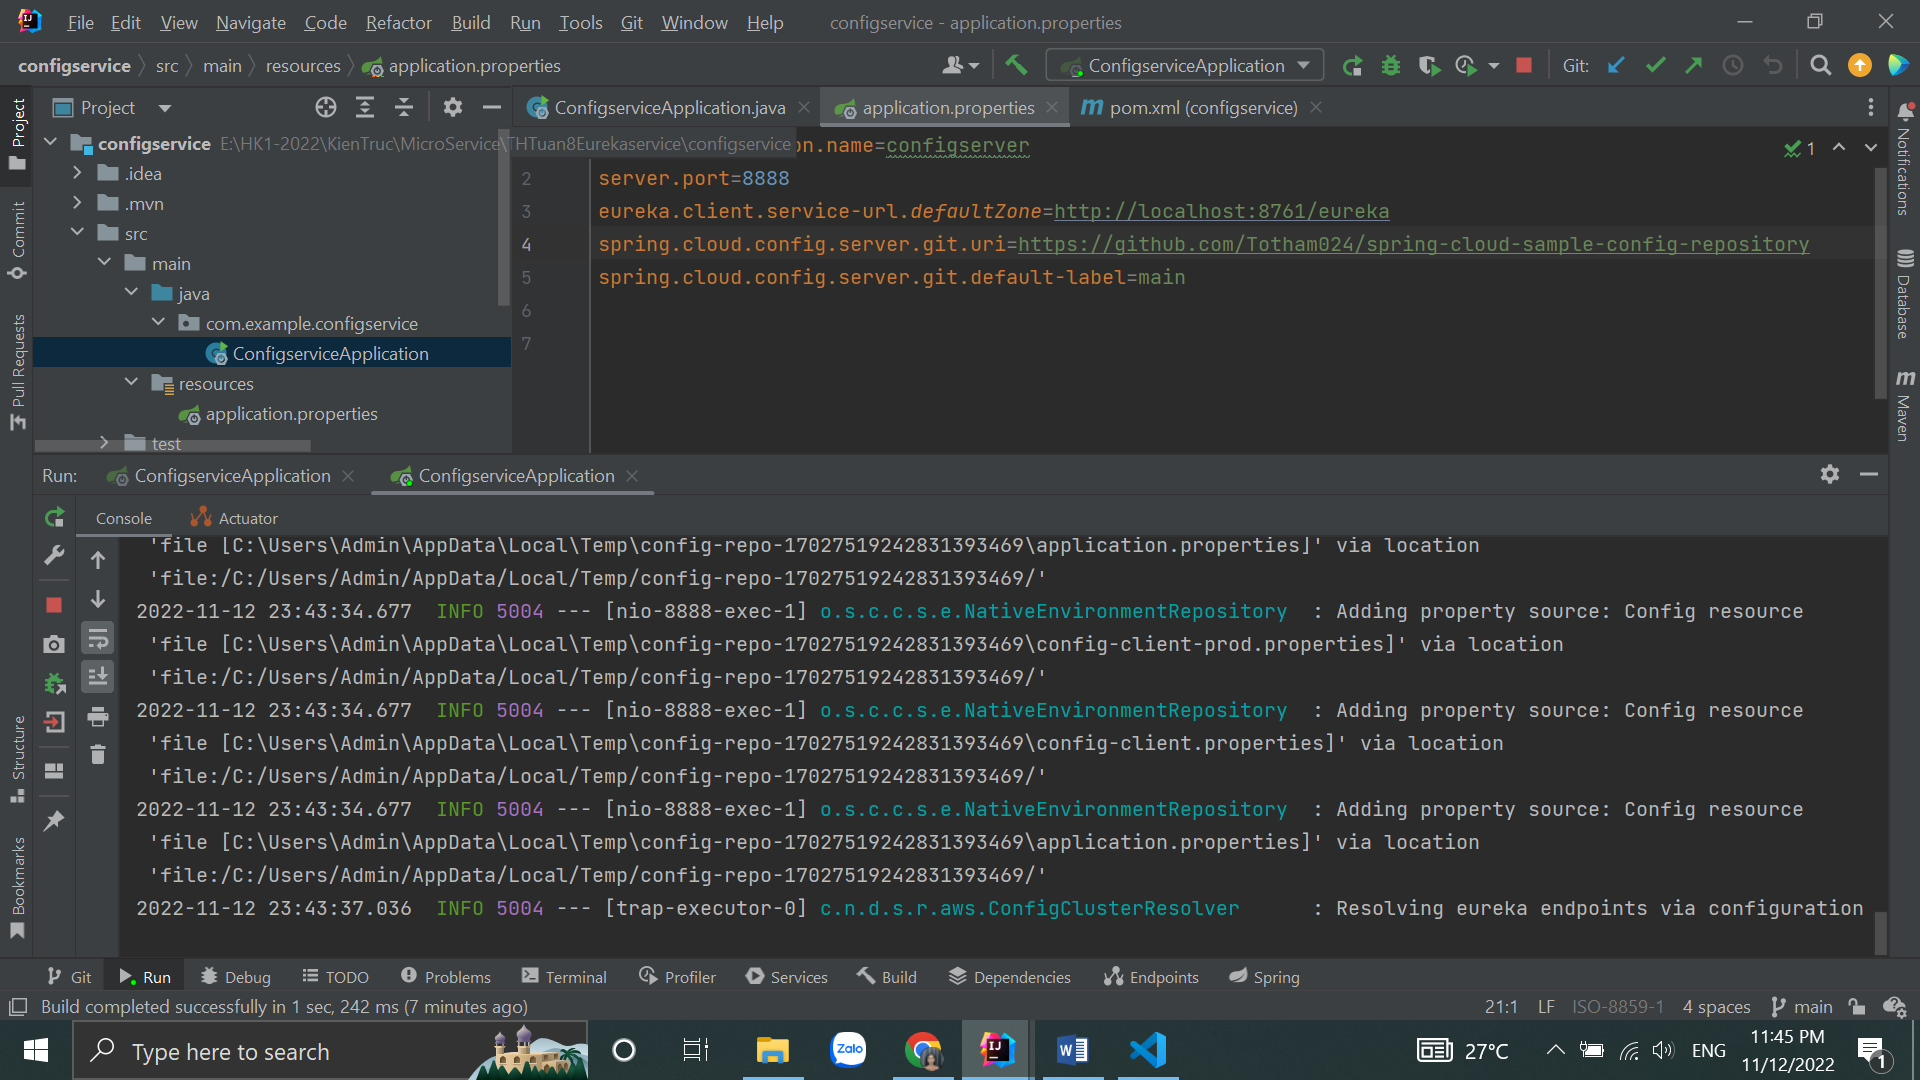 File Edit View Navigate Code Refactor Build Run Tools Git Window Help configservice - application.properties
configservice src main resources application.properties ConfigserviceApplication Git:
Project ConfigserviceApplication.java application.properties pom.xml (configservice)
configservice E:\HK1-2022\KienTruc\MicroService\THTuan8Eurekaservice\configservice
.idea
.mvn
src
main
java
com.example.configservice
ConfigserviceApplication
resources
application.properties
test
on.name=configserver
1
2 server.port=8888
3 eureka.client.service-url.defaultZone=http://localhost:8761/eureka
4 spring.cloud.config.server.git.uri=https://github.com/Totham024/spring-cloud-sample-config-repository
5 spring.cloud.config.server.git.default-label=main
6
7
Project
Commit
Pull Requests
Structure
Bookmarks
Notifications
Database
Maven
Run: ConfigserviceApplication ConfigserviceApplication
Console Actuator
'file [C:\Users\Admin\AppData\Local\Temp\config-repo-17027519242831393469\application.properties]' via location
'file:/C:/Users/Admin/AppData/Local/Temp/config-repo-17027519242831393469/'
2022-11-12 23:43:34.677 INFO 5004 --- [nio-8888-exec-1] o.s.c.c.s.e.NativeEnvironmentRepository : Adding property source: Config resource
'file [C:\Users\Admin\AppData\Local\Temp\config-repo-17027519242831393469\config-client-prod.properties]' via location
'file:/C:/Users/Admin/AppData/Local/Temp/config-repo-17027519242831393469/'
2022-11-12 23:43:34.677 INFO 5004 --- [nio-8888-exec-1] o.s.c.c.s.e.NativeEnvironmentRepository : Adding property source: Config resource
'file [C:\Users\Admin\AppData\Local\Temp\config-repo-17027519242831393469\config-client.properties]' via location
'file:/C:/Users/Admin/AppData/Local/Temp/config-repo-17027519242831393469/'
2022-11-12 23:43:34.677 INFO 5004 --- [nio-8888-exec-1] o.s.c.c.s.e.NativeEnvironmentRepository : Adding property source: Config resource
'file [C:\Users\Admin\AppData\Local\Temp\config-repo-17027519242831393469\application.properties]' via location
'file:/C:/Users/Admin/AppData/Local/Temp/config-repo-17027519242831393469/'
2022-11-12 23:43:37.036 INFO 5004 --- [trap-executor-0] c.n.d.s.r.aws.ConfigClusterResolver : Resolving eureka endpoints via configuration
Git Run Debug TODO Problems Terminal Profiler Services Build Dependencies Endpoints Spring
Build completed successfully in 1 sec, 242 ms (7 minutes ago) 21:1 LF ISO-8859-1 4 spaces main
Type here to search Zalo 27°C ENG 11:45 PM
11/12/2022 1